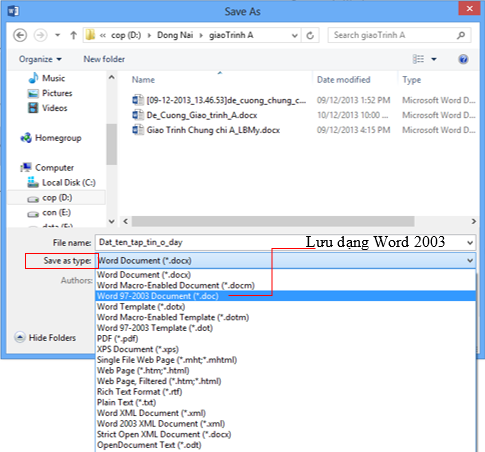 Save As
cop (D:) ▸ Dong Nai ▸ giaoTrinh A
Search giaoTrinh A
Organize
New folder
Music
Pictures
Videos
Homegroup
Computer
Local Disk (C:)
cop (D:)
con (E:)
data (F:)
Name Date modified Type
[09-12-2013_13.46.53]de_cuong_chung_c... 09/12/2013 1:52 PM Microsoft Word D...
De_Cuong_Giao_trinh_A.docx 10/12/2013 10:00 ... Microsoft Word D...
Giao Trinh Chung chi A_LBMy.docx 09/12/2013 4:15 PM Microsoft Word D...
File name: Dat_ten_tap_tin_o_day
Lưu dạng Word 2003
Save as type: Word Document (*.docx)
Authors:
Hide Folders
Word Document (*.docx)
Word Macro-Enabled Document (*.docm)
Word 97-2003 Document (*.doc)
Word Template (*.dotx)
Word Macro-Enabled Template (*.dotm)
Word 97-2003 Template (*.dot)
PDF (*.pdf)
XPS Document (*.xps)
Single File Web Page (*.mht;*.mhtml)
Web Page (*.htm;*.html)
Web Page, Filtered (*.htm;*.html)
Rich Text Format (*.rtf)
Plain Text (*.txt)
Word XML Document (*.xml)
Word 2003 XML Document (*.xml)
Strict Open XML Document (*.docx)
OpenDocument Text (*.odt)